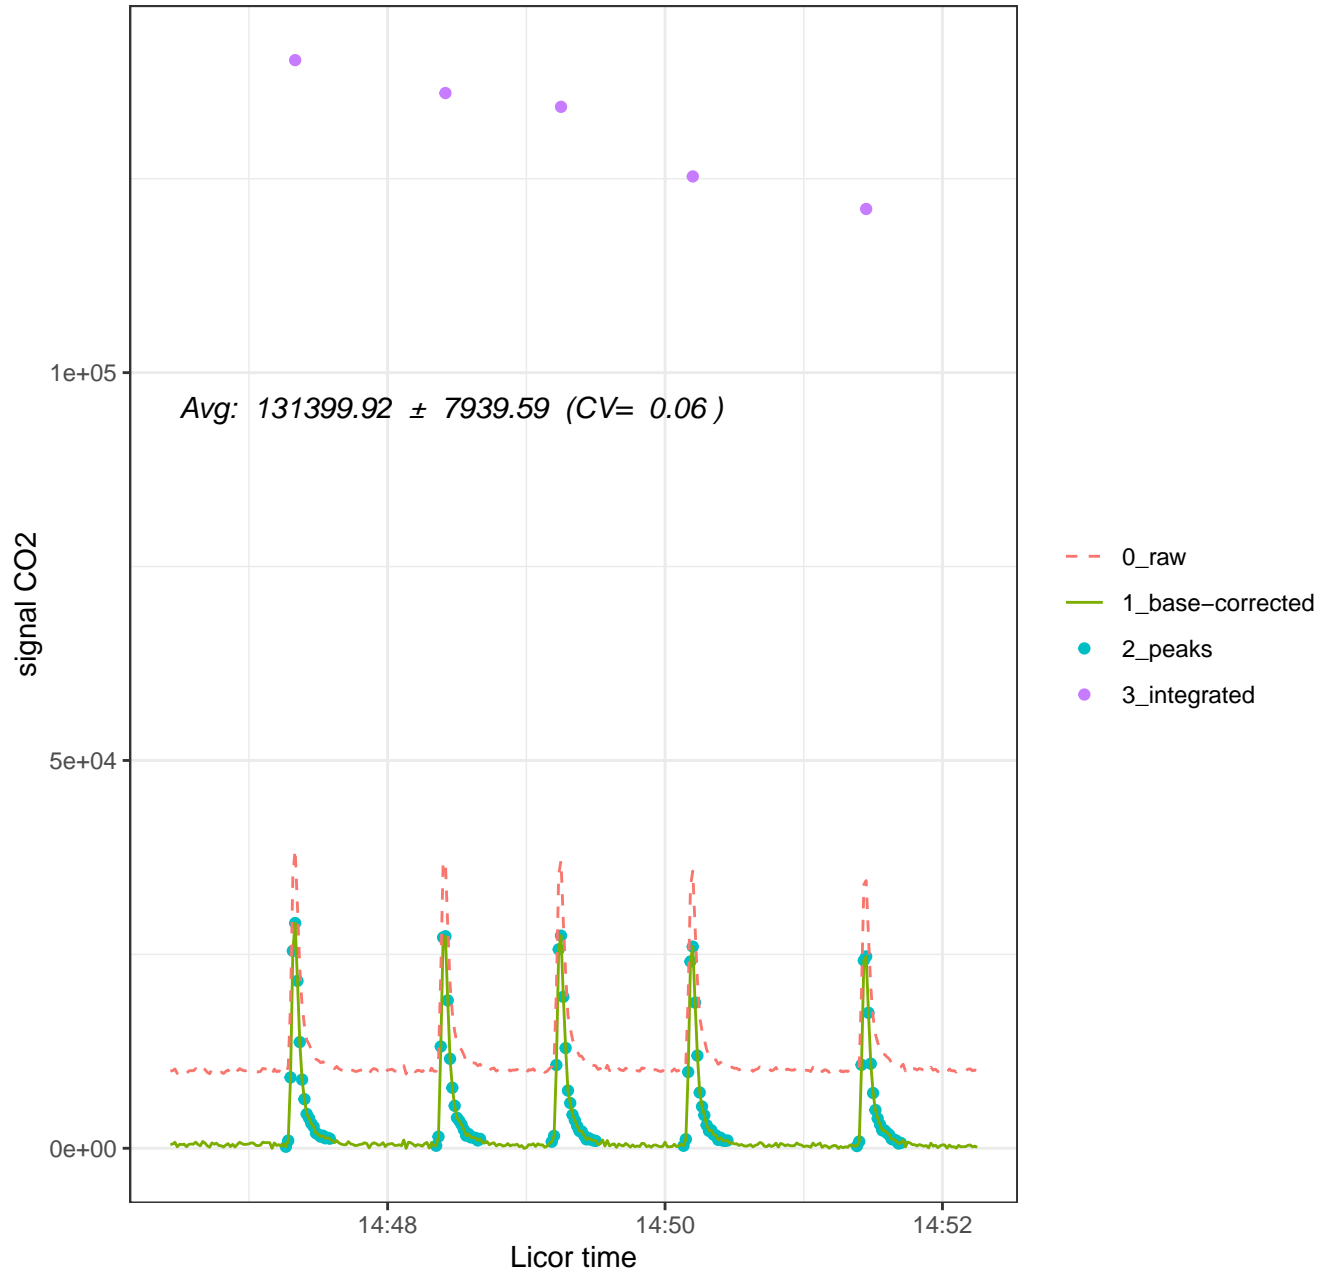 1e+05
Avg: 131399.92 ± 7939.59 (CV= 0.06 )
signal CO2
0_raw
1_base−corrected
2_peaks
3_integrated
5e+04
0e+00
14:48 14:50 14:52
Licor time